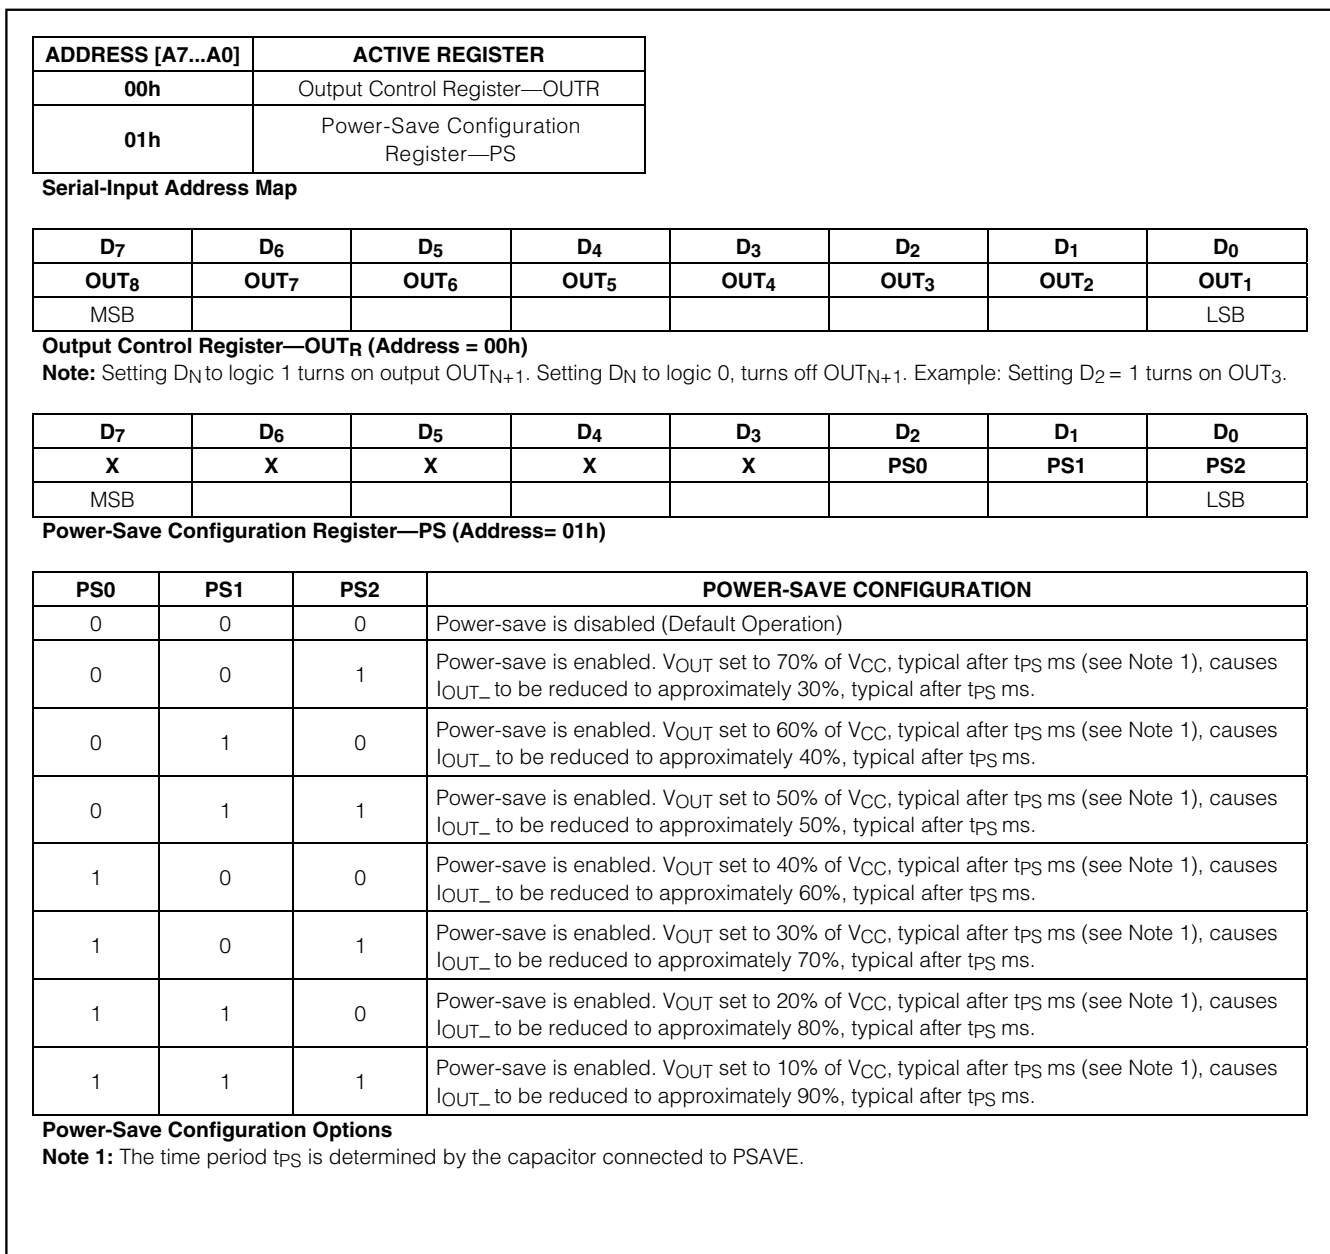 ADDRESS [A7...A0] ACTIVE REGISTER
00h Output Control Register—OUTR
01h Power-Save Configuration
Register—PS
Serial-Input Address Map
D7 D6 D5 D4 D3 D2 D1 D0
OUT8 OUT7 OUT6 OUT5 OUT4 OUT3 OUT2 OUT1
MSB LSB
Output Control Register—OUTR (Address = 00h)
Note: Setting DN to logic 1 turns on output OUTN+1. Setting DN to logic 0, turns off OUTN+1. Example: Setting D2 = 1 turns on OUT3.
D7 D6 D5 D4 D3 D2 D1 D0
X X X X X PS0 PS1 PS2
MSB LSB
Power-Save Configuration Register—PS (Address= 01h)
PS0 PS1 PS2 POWER-SAVE CONFIGURATION
0 0 0 Power-save is disabled (Default Operation)
0 0 1 Power-save is enabled. VOUT set to 70% of VCC, typical after tPS ms (see Note 1), causes
IOUT_ to be reduced to approximately 30%, typical after tPS ms.
0 1 0 Power-save is enabled. VOUT set to 60% of VCC, typical after tPS ms (see Note 1), causes
IOUT_ to be reduced to approximately 40%, typical after tPS ms.
0 1 1 Power-save is enabled. VOUT set to 50% of VCC, typical after tPS ms (see Note 1), causes
IOUT_ to be reduced to approximately 50%, typical after tPS ms.
1 0 0 Power-save is enabled. VOUT set to 40% of VCC, typical after tPS ms (see Note 1), causes
IOUT_ to be reduced to approximately 60%, typical after tPS ms.
1 0 1 Power-save is enabled. VOUT set to 30% of VCC, typical after tPS ms (see Note 1), causes
IOUT_ to be reduced to approximately 70%, typical after tPS ms.
1 1 0 Power-save is enabled. VOUT set to 20% of VCC, typical after tPS ms (see Note 1), causes
IOUT_ to be reduced to approximately 80%, typical after tPS ms.
1 1 1 Power-save is enabled. VOUT set to 10% of VCC, typical after tPS ms (see Note 1), causes
IOUT_ to be reduced to approximately 90%, typical after tPS ms.
Power-Save Configuration Options
Note 1: The time period tPS is determined by the capacitor connected to PSAVE.